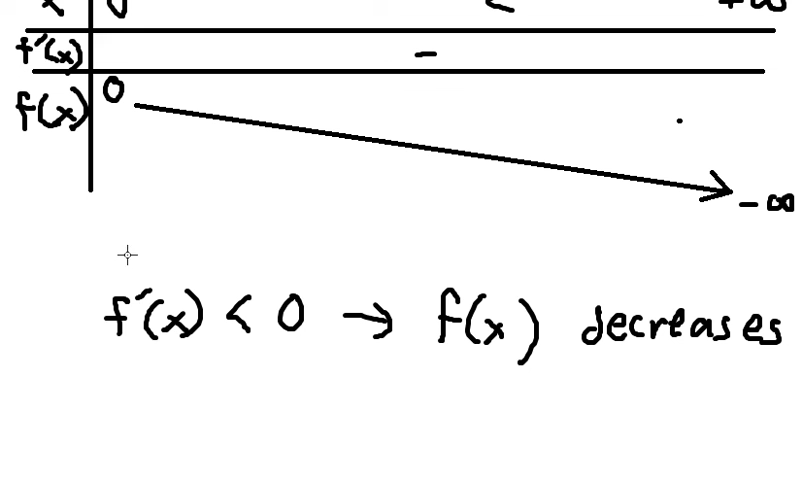 f'(x) -
f(x) 0
- ∞
f'(x) < 0 → f(x) decreases